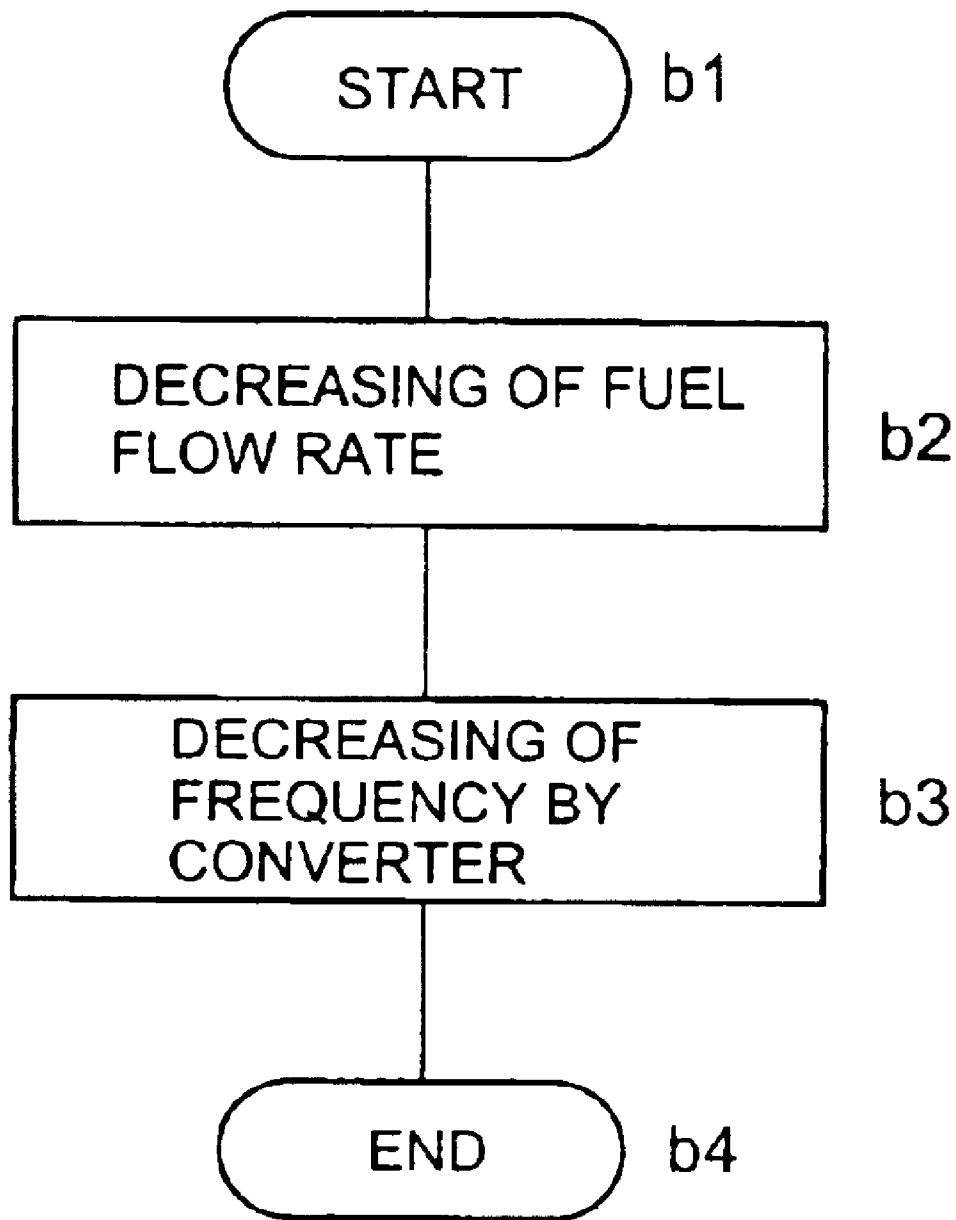 START
b1
DECREASING OF FUEL
FLOW RATE
b2
DECREASING OF
FREQUENCY BY
CONVERTER
b3
END
b4